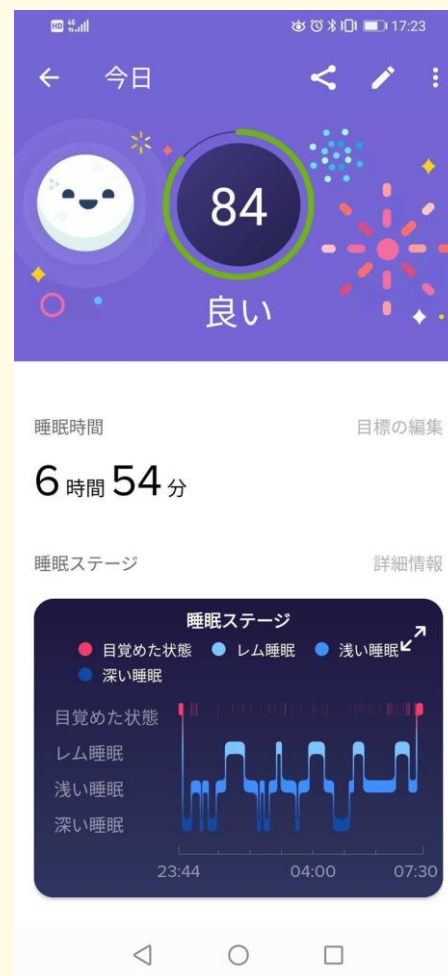 HD 4G 17:23
今日
84
良い
睡眠時間 目標の編集
6 時間 54 分
睡眠ステージ 詳細情報
睡眠ステージ
目覚めた状態 レム睡眠 浅い睡眠
深い睡眠
目覚めた状態
レム睡眠
浅い睡眠
深い睡眠
23:44 04:00 07:30